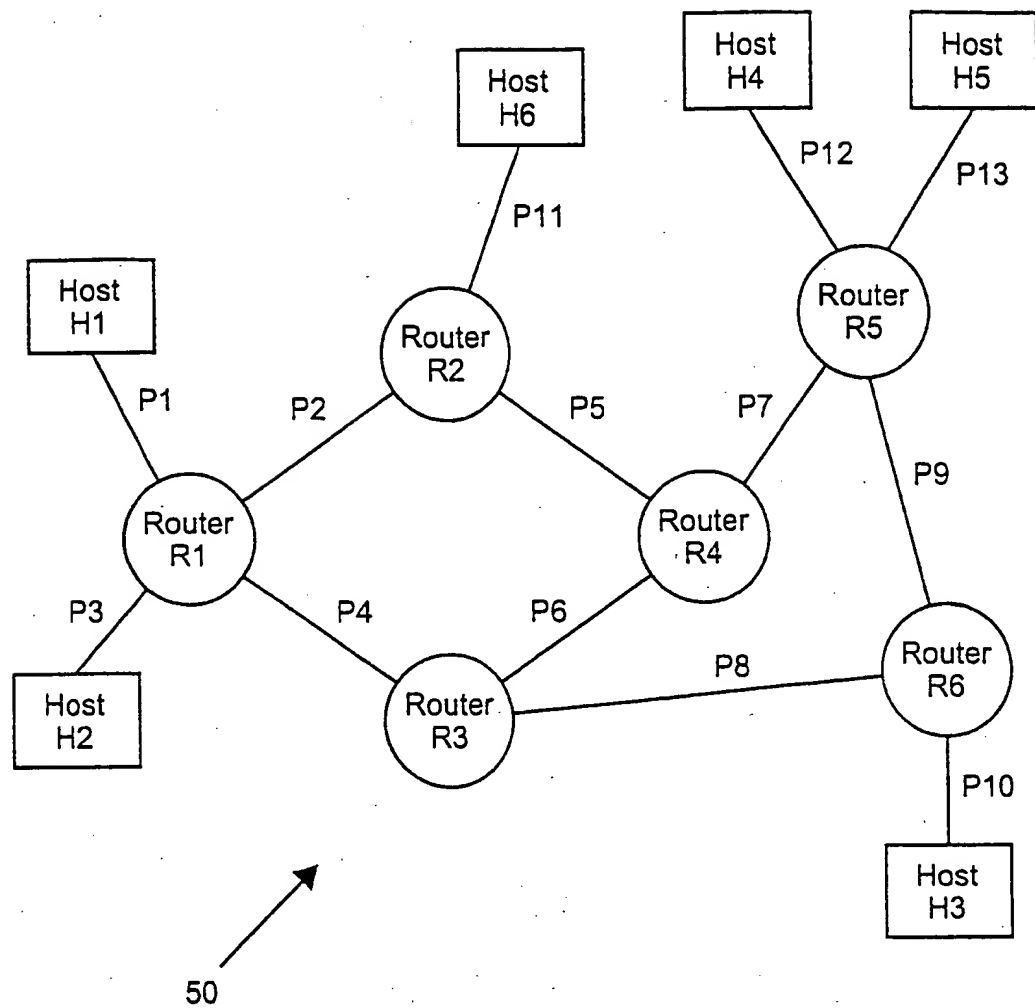 Host
H4
Host
H5
Host
H6
P12
P13
P11
Host
H1
Router
R5
Router
R2
P1
P2
P5
P7
P9
Router
R1
Router
R4
P3
P4
P6
Router
R6
P8
Host
H2
Router
R3
P10
Host
H3
50